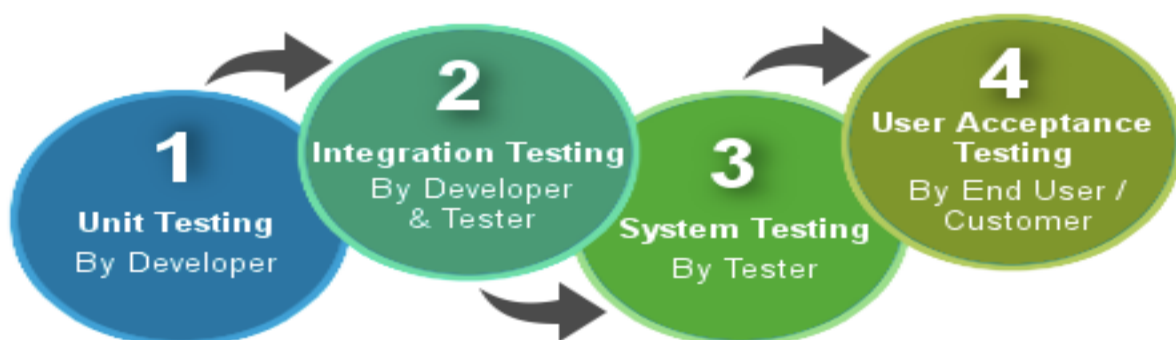 1
Unit Testing
By Developer
2
Integration Testing
By Developer
& Tester
3
System Testing
By Tester
4
User Acceptance
Testing
By End User /
Customer